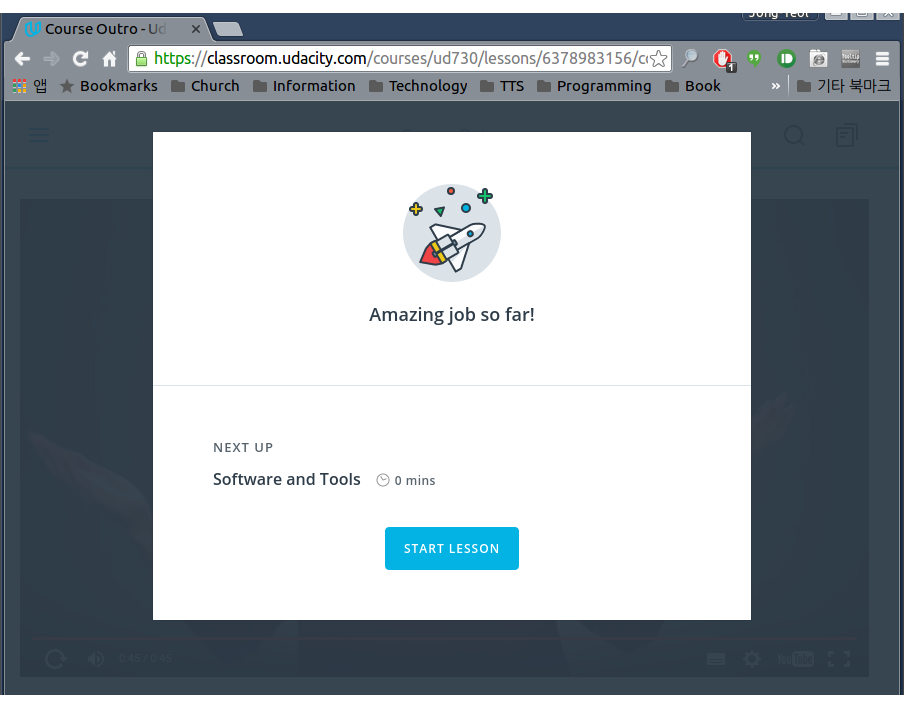 Jong Yeol
Course Outro - Ud
https://classroom.udacity.com/courses/ud730/lessons/6378983156/c
앱 Bookmarks Church Information Technology TTS Programming Book » 기타 북마크
Amazing job so far!
NEXT UP
Software and Tools 0 mins
START LESSON
0:45 / 0:45
YouTube